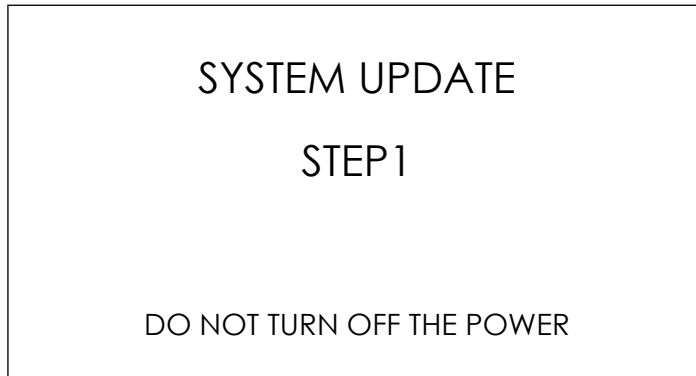 SYSTEM UPDATE
STEP1
DO NOT TURN OFF THE POWER